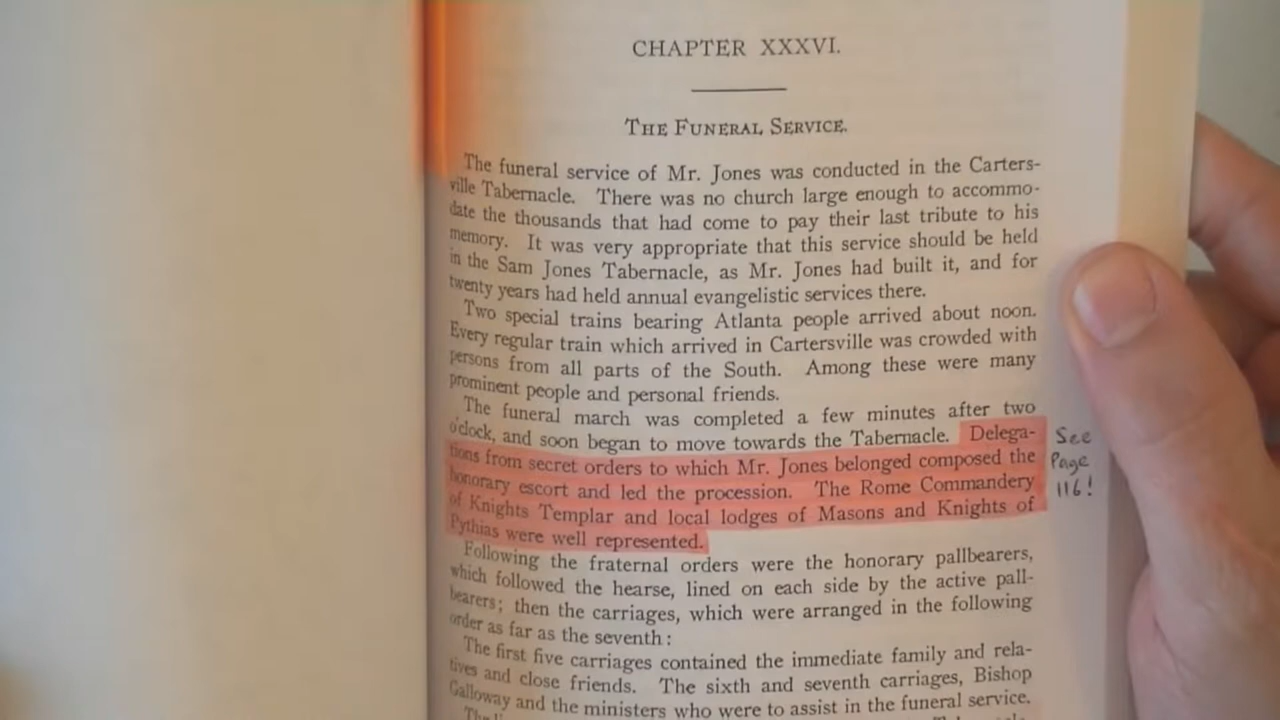 CHAPTER XXXVI.
THE FUNERAL SERVICE.
The funeral service of Mr. Jones was conducted in the Carters-
ville Tabernacle. There was no church large enough to accommo-
date the thousands that had come to pay their last tribute to his
memory. It was very appropriate that this service should be held
in the Sam Jones Tabernacle, as Mr. Jones had built it, and for
twenty years had held annual evangelistic services there.
Two special trains bearing Atlanta people arrived about noon.
Every regular train which arrived in Cartersville was crowded with
persons from all parts of the South. Among these were many
prominent people and personal friends.
The funeral march was completed a few minutes after two
o'clock, and soon began to move towards the Tabernacle. Delega-
tions from secret orders to which Mr. Jones belonged composed the
honorary escort and led the procession. The Rome Commandery
of Knights Templar and local lodges of Masons and Knights of
Pythias were well represented.
See
Page
116!
Following the fraternal orders were the honorary pallbearers,
which followed the hearse, lined on each side by the active pall-
bearers; then the carriages, which were arranged in the following
order as far as the seventh:
The first five carriages contained the immediate family and rela-
tives and close friends. The sixth and seventh carriages, Bishop
Galloway and the ministers who were to assist in the funeral service.